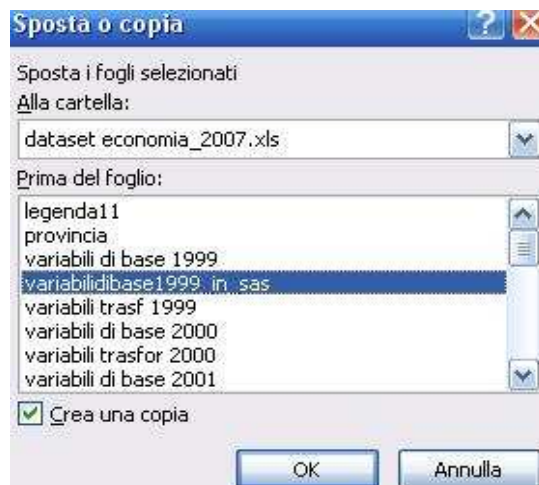 Sposta o copia
Sposta i fogli selezionati
Alla cartella:
dataset economia_2007.xls
Prima del foglio:
legenda11
provincia
variabili di base 1999
variabilidibase1999_in_sas
variabili trasf 1999
variabili di base 2000
variabili trasfor 2000
variabili di base 2001
Crea una copia
OK Annulla